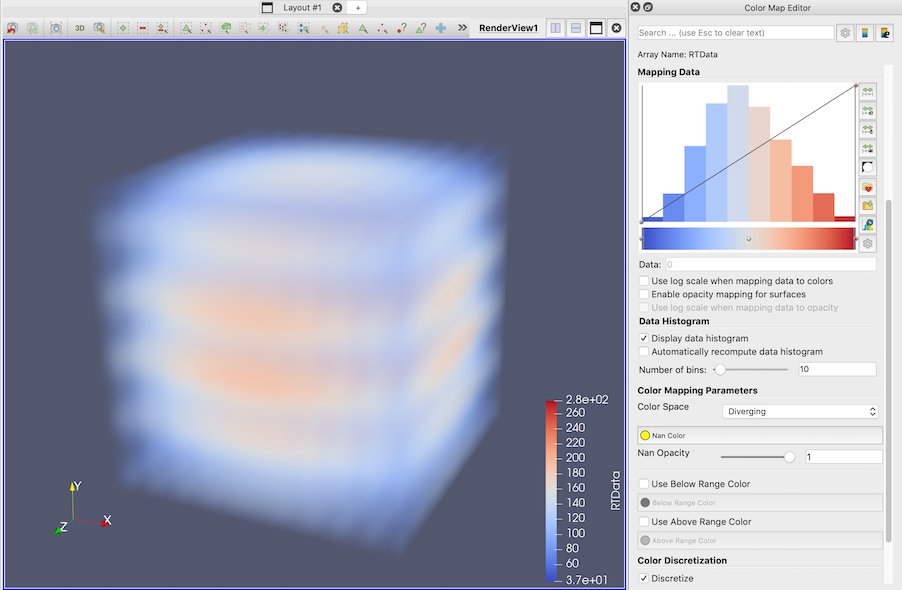 Layout #1
+
3D
RenderView1
Y
X
Z
2.8e+02
260
240
220
200
180
160
140
120
100
80
60
3.7e+01
RTData
Color Map Editor
Search ... (use Esc to clear text)
Array Name: RTData
Mapping Data
Data: 0
Use log scale when mapping data to colors
Enable opacity mapping for surfaces
Use log scale when mapping data to opacity
Data Histogram
Display data histogram
Automatically recompute data histogram
Number of bins: 10
Color Mapping Parameters
Color Space Diverging
Nan Color
Nan Opacity 1
Use Below Range Color
Below Range Color
Use Above Range Color
Above Range Color
Color Discretization
Discretize